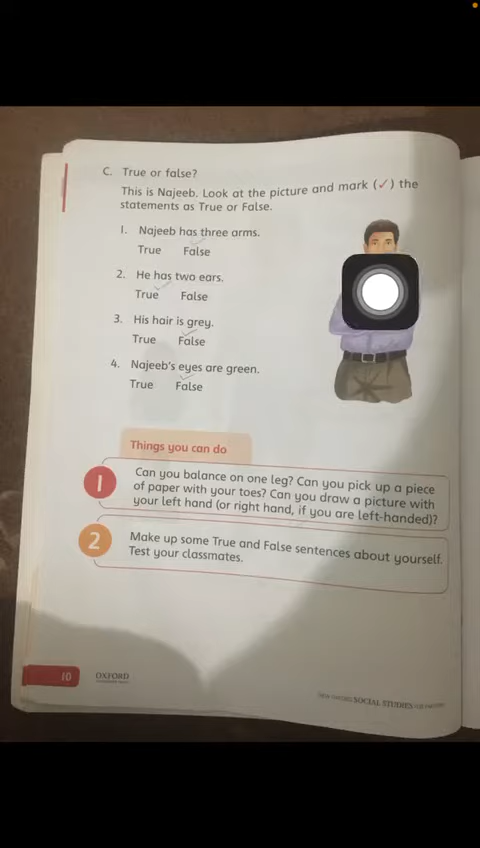 C. True or false?
This is Najeeb. Look at the picture and mark (✓) the
statements as True or False.
1. Najeeb has three arms.
True False
2. He has two ears.
True False
3. His hair is grey.
True False
4. Najeeb's eyes are green.
True False
Things you can do
1 Can you balance on one leg? Can you pick up a piece
of paper with your toes? Can you draw a picture with
your left hand (or right hand, if you are left-handed)?
2 Make up some True and False sentences about yourself.
Test your classmates.
10 OXFORD
SOCIAL STUDIES